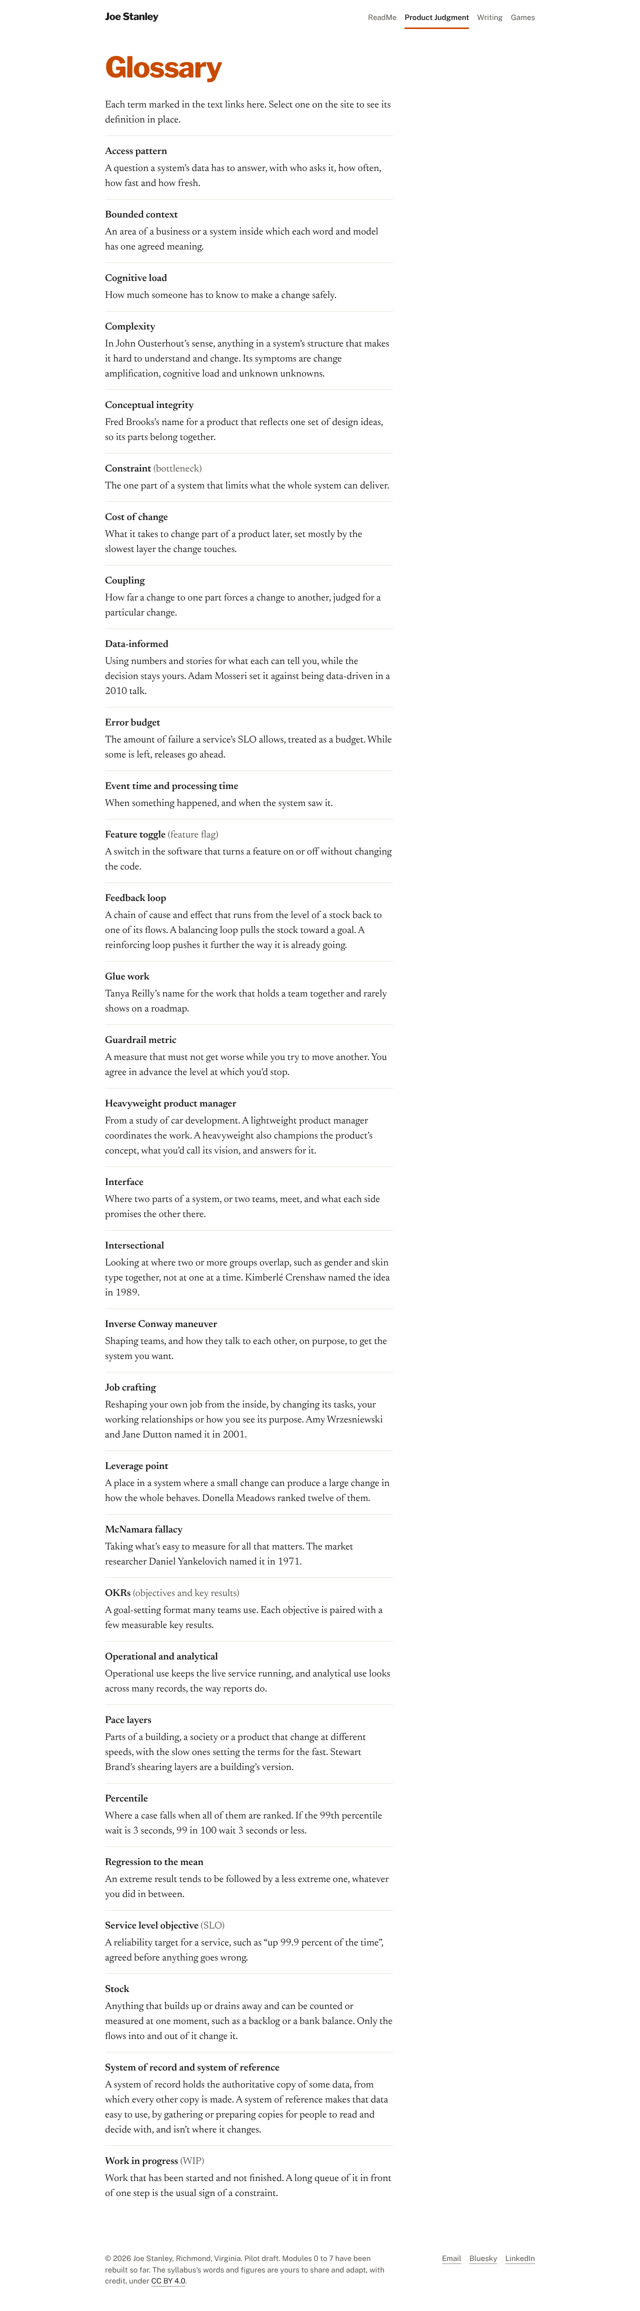 Joe Stanley
ReadMe Product Judgment Writing Games
Glossary
Each term marked in the text links here. Select one on the site to see its
definition in place.
Access pattern
A question a system’s data has to answer, with who asks it, how often,
how fast and how fresh.
Bounded context
An area of a business or a system inside which each word and model
has one agreed meaning.
Cognitive load
How much someone has to know to make a change safely.
Complexity
In John Ousterhout’s sense, anything in a system’s structure that makes
it hard to understand and change. Its symptoms are change
amplification, cognitive load and unknown unknowns.
Conceptual integrity
Fred Brooks’s name for a product that reflects one set of design ideas,
so its parts belong together.
Constraint (bottleneck)
The one part of a system that limits what the whole system can deliver.
Cost of change
What it takes to change part of a product later, set mostly by the
slowest layer the change touches.
Coupling
How far a change to one part forces a change to another, judged for a
particular change.
Data-informed
Using numbers and stories for what each can tell you, while the
decision stays yours. Adam Mosseri set it against being data-driven in a
2010 talk.
Error budget
The amount of failure a service’s SLO allows, treated as a budget. While
some is left, releases go ahead.
Event time and processing time
When something happened, and when the system saw it.
Feature toggle (feature flag)
A switch in the software that turns a feature on or off without changing
the code.
Feedback loop
A chain of cause and effect that runs from the level of a stock back to
one of its flows. A balancing loop pulls the stock toward a goal. A
reinforcing loop pushes it further the way it is already going.
Glue work
Tanya Reilly’s name for the work that holds a team together and rarely
shows on a roadmap.
Guardrail metric
A measure that must not get worse while you try to move another. You
agree in advance the level at which you’d stop.
Heavyweight product manager
From a study of car development. A lightweight product manager
coordinates the work. A heavyweight also champions the product’s
concept, what you’d call its vision, and answers for it.
Interface
Where two parts of a system, or two teams, meet, and what each side
promises the other there.
Intersectional
Looking at where two or more groups overlap, such as gender and skin
type together, not at one at a time. Kimberlé Crenshaw named the idea
in 1989.
Inverse Conway maneuver
Shaping teams, and how they talk to each other, on purpose, to get the
system you want.
Job crafting
Reshaping your own job from the inside, by changing its tasks, your
working relationships or how you see its purpose. Amy Wrzesniewski
and Jane Dutton named it in 2001.
Leverage point
A place in a system where a small change can produce a large change in
how the whole behaves. Donella Meadows ranked twelve of them.
McNamara fallacy
Taking what’s easy to measure for all that matters. The market
researcher Daniel Yankelovich named it in 1971.
OKRs (objectives and key results)
A goal-setting format many teams use. Each objective is paired with a
few measurable key results.
Operational and analytical
Operational use keeps the live service running, and analytical use looks
across many records, the way reports do.
Pace layers
Parts of a building, a society or a product that change at different
speeds, with the slow ones setting the terms for the fast. Stewart
Brand’s shearing layers are a building’s version.
Percentile
Where a case falls when all of them are ranked. If the 99th percentile
wait is 3 seconds, 99 in 100 wait 3 seconds or less.
Regression to the mean
An extreme result tends to be followed by a less extreme one, whatever
you did in between.
Service level objective (SLO)
A reliability target for a service, such as “up 99.9 percent of the time”,
agreed before anything goes wrong.
Stock
Anything that builds up or drains away and can be counted or
measured at one moment, such as a backlog or a bank balance. Only the
flows into and out of it change it.
System of record and system of reference
A system of record holds the authoritative copy of some data, from
which every other copy is made. A system of reference makes that data
easy to use, by gathering or preparing copies for people to read and
decide with, and isn’t where it changes.
Work in progress (WIP)
Work that has been started and not finished. A long queue of it in front
of one step is the usual sign of a constraint.
© 2026 Joe Stanley, Richmond, Virginia. Pilot draft. Modules 0 to 7 have been
rebuilt so far. The syllabus’s words and figures are yours to share and adapt, with
credit, under CC BY 4.0.
Email Bluesky LinkedIn